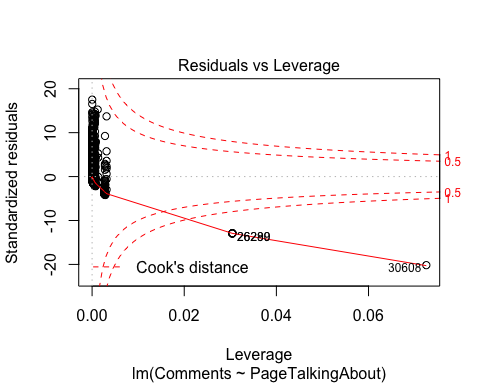 Residuals vs Leverage
Standardized residuals
20
10
0
-10
-20
1
0.5
0.5
1
30608
Cook's distance
0.00
0.02
0.04
0.06
Leverage
lm(Comments ~ PageTalkingAbout)